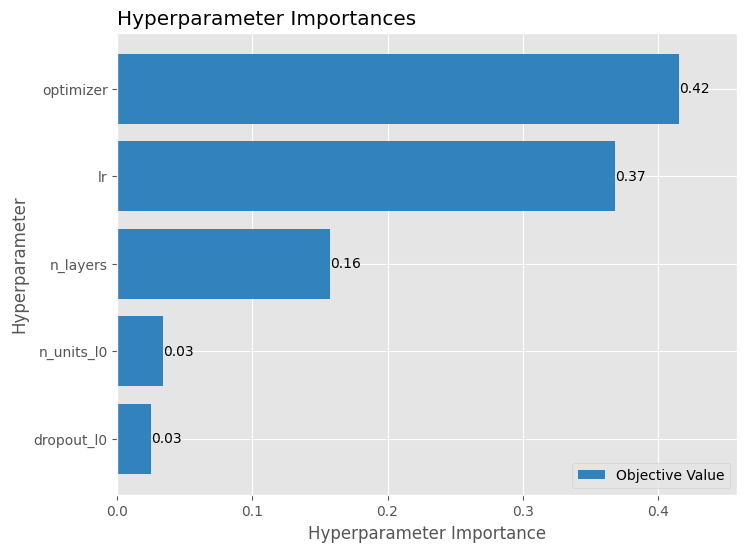 Hyperparameter Importances
optimizer
0.42
lr
0.37
n_layers
0.16
n_units_l0
0.03
dropout_l0
0.03
Hyperparameter
Objective Value
0.0
0.1
0.2
0.3
0.4
Hyperparameter Importance